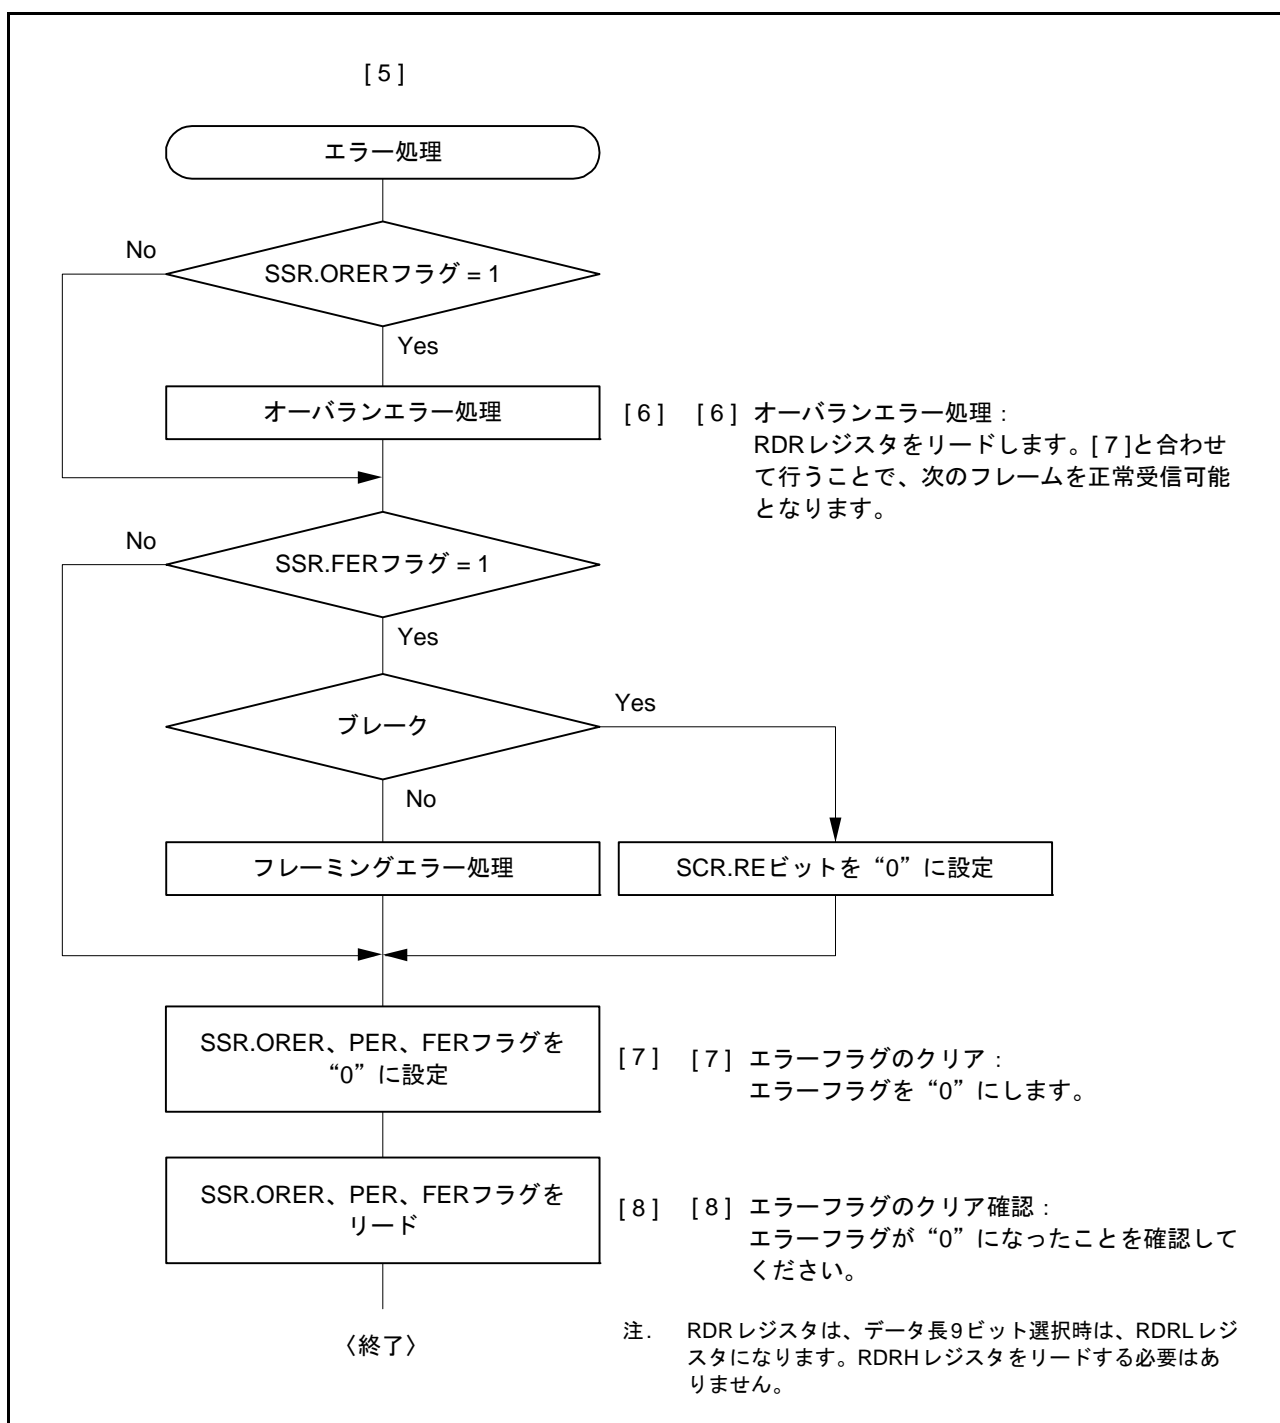 [ 5 ]
エラー処理
No
SSR.ORERフラグ = 1
Yes
オーバランエラー処理
[ 6 ]
[ 6 ] オーバランエラー処理 :
RDRレジスタをリードします。[ 7 ]と合わせ
て行うことで、次のフレームを正常受信可能
となります。
No
SSR.FERフラグ = 1
Yes
ブレーク
Yes
No
フレーミングエラー処理
SCR.REビットを “0” に設定
SSR.ORER、PER、FERフラグを
“0” に設定
[ 7 ]
[ 7 ] エラーフラグのクリア :
エラーフラグを “0” にします。
SSR.ORER、PER、FERフラグを
リード
[ 8 ]
[ 8 ] エラーフラグのクリア確認 :
エラーフラグが “0” になったことを確認して
ください。
〈終了〉
注. RDRレジスタは、データ長9ビット選択時は、RDRLレジ
スタになります。RDRHレジスタをリードする必要はあ
りません。